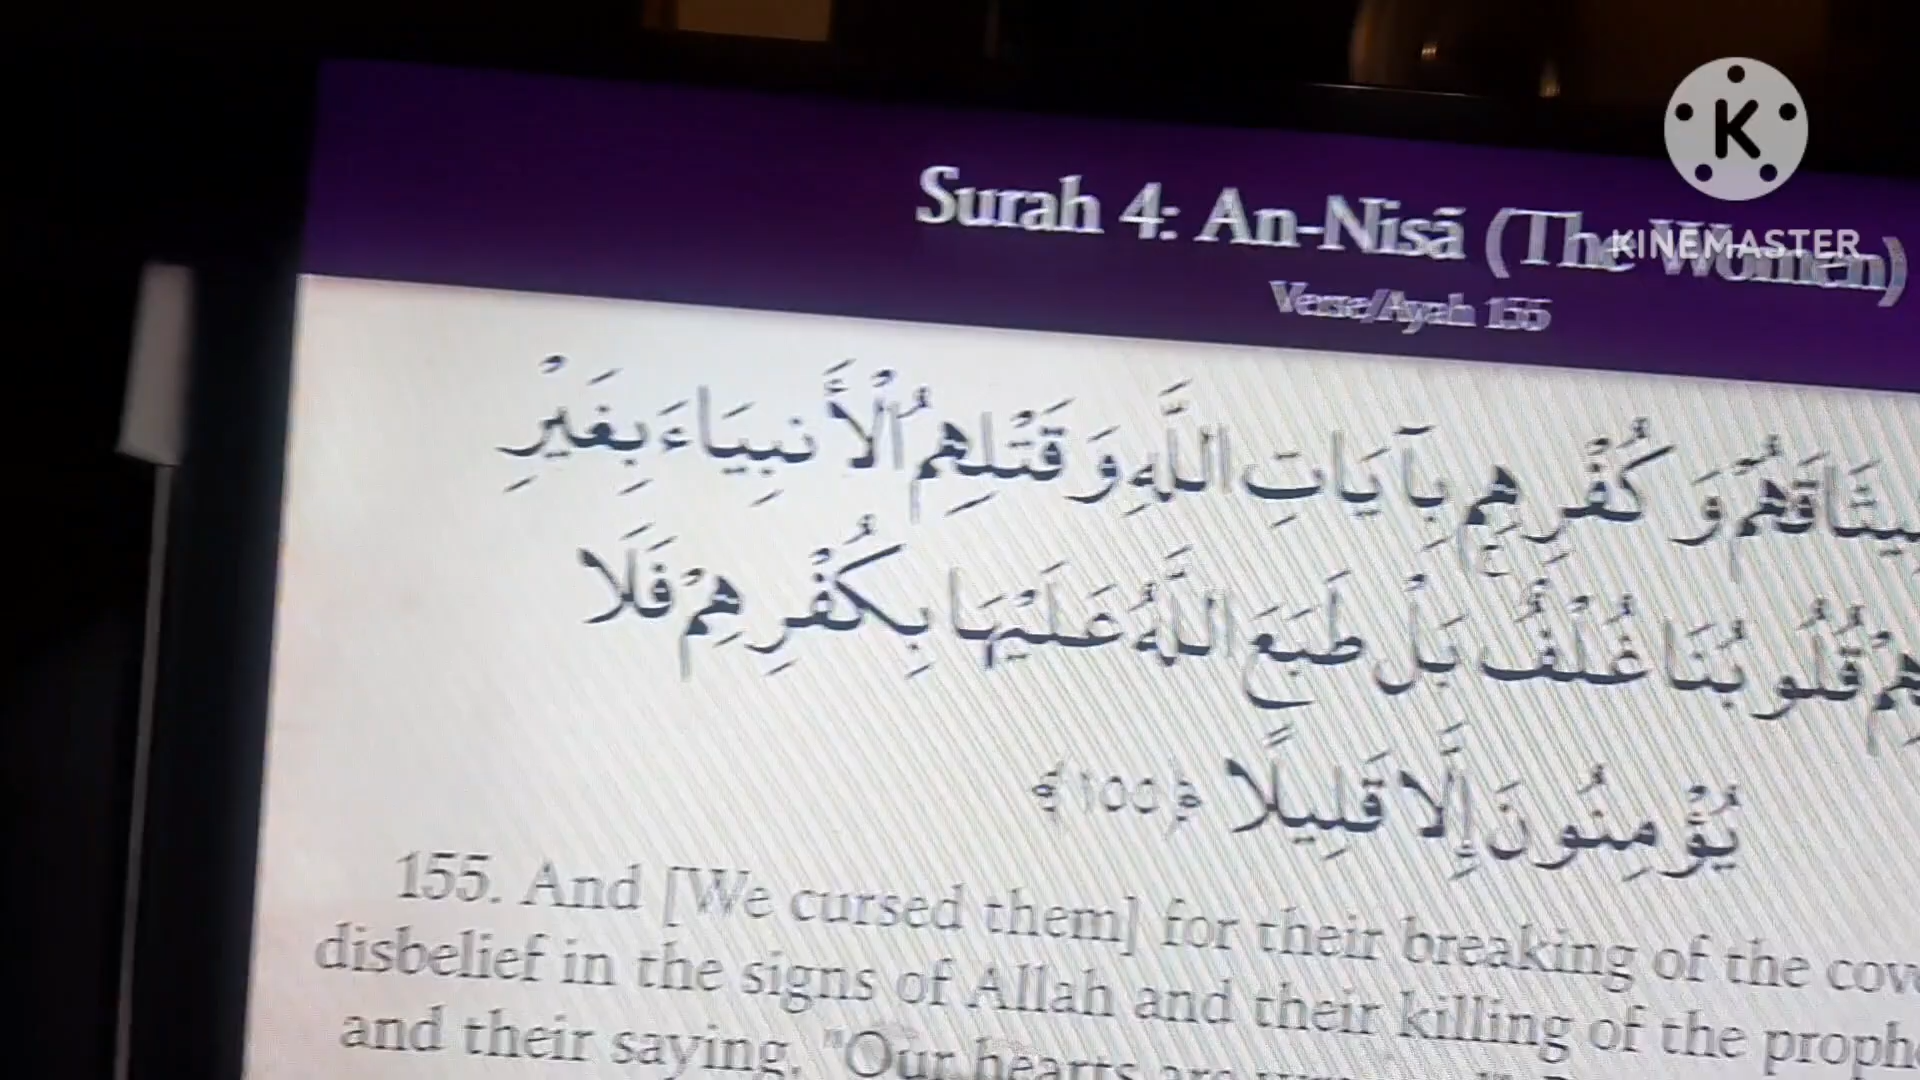 K
KINEMASTER
Surah 4: An-Nisā (The Women)
Verse/Ayah 155
وَكُفْرِهِم بِآيَاتِ اللَّهِ وَقَتْلِهِمُ الْأَنبِيَاءَ بِغَيْرِ
قُلُوبُنَا غُلْفٌ بَلْ طَبَعَ اللَّهُ عَلَيْهَا بِكُفْرِهِمْ فَلَا
يُؤْمِنُونَ إِلَّا قَلِيلًا ﴿١٥٥﴾
155. And [We cursed them] for their breaking of the cov
disbelief in the signs of Allah and their killing of the proph
and their saying, "Our hearts